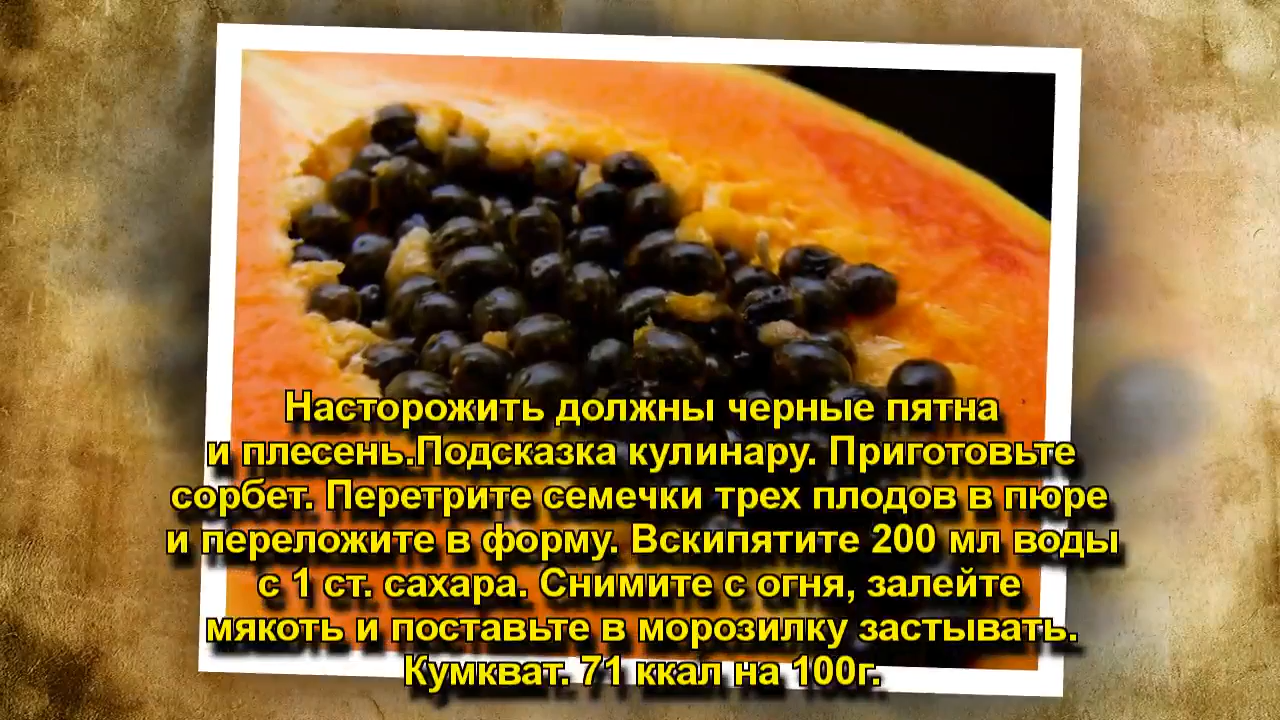 Насторожить должны черные пятна
и плесень.Подсказка кулинару. Приготовьте
сорбет. Перетрите семечки трех плодов в пюре
и переложите в форму. Вскипятите 200 мл воды
с 1 ст. сахара. Снимите с огня, залейте
мякоть и поставьте в морозилку застывать.
Кумкват. 71 ккал на 100г.